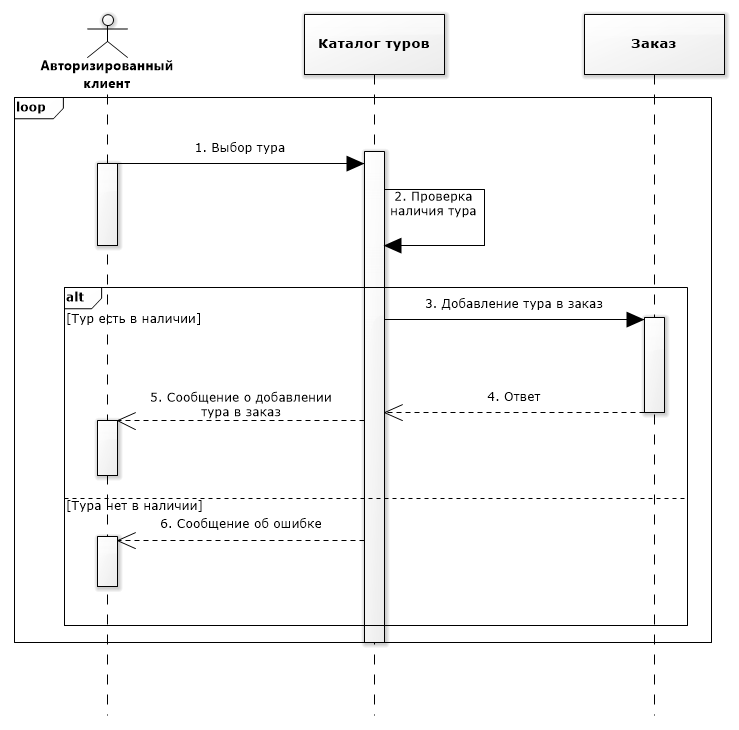 Авторизированный
клиент
Каталог туров
Заказ
loop
1. Выбор тура
2. Проверка
наличия тура
alt
[Тур есть в наличии]
3. Добавление тура в заказ
4. Ответ
5. Сообщение о добавлении
тура в заказ
[Тура нет в наличии]
6. Сообщение об ошибке